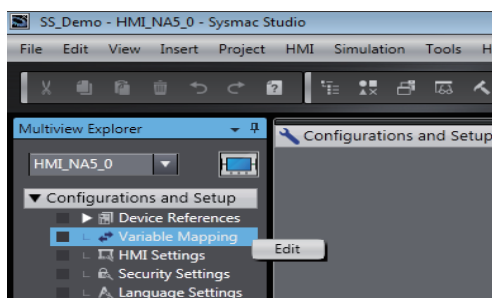 SS_Demo - HMI_NA5_0 - Sysmac Studio
File Edit View Insert Project HMI Simulation Tools H
Multiview Explorer
Configurations and Setup
HMI_NA5_0
Configurations and Setup
Device References
Variable Mapping
Edit
HMI Settings
Security Settings
Language Settings